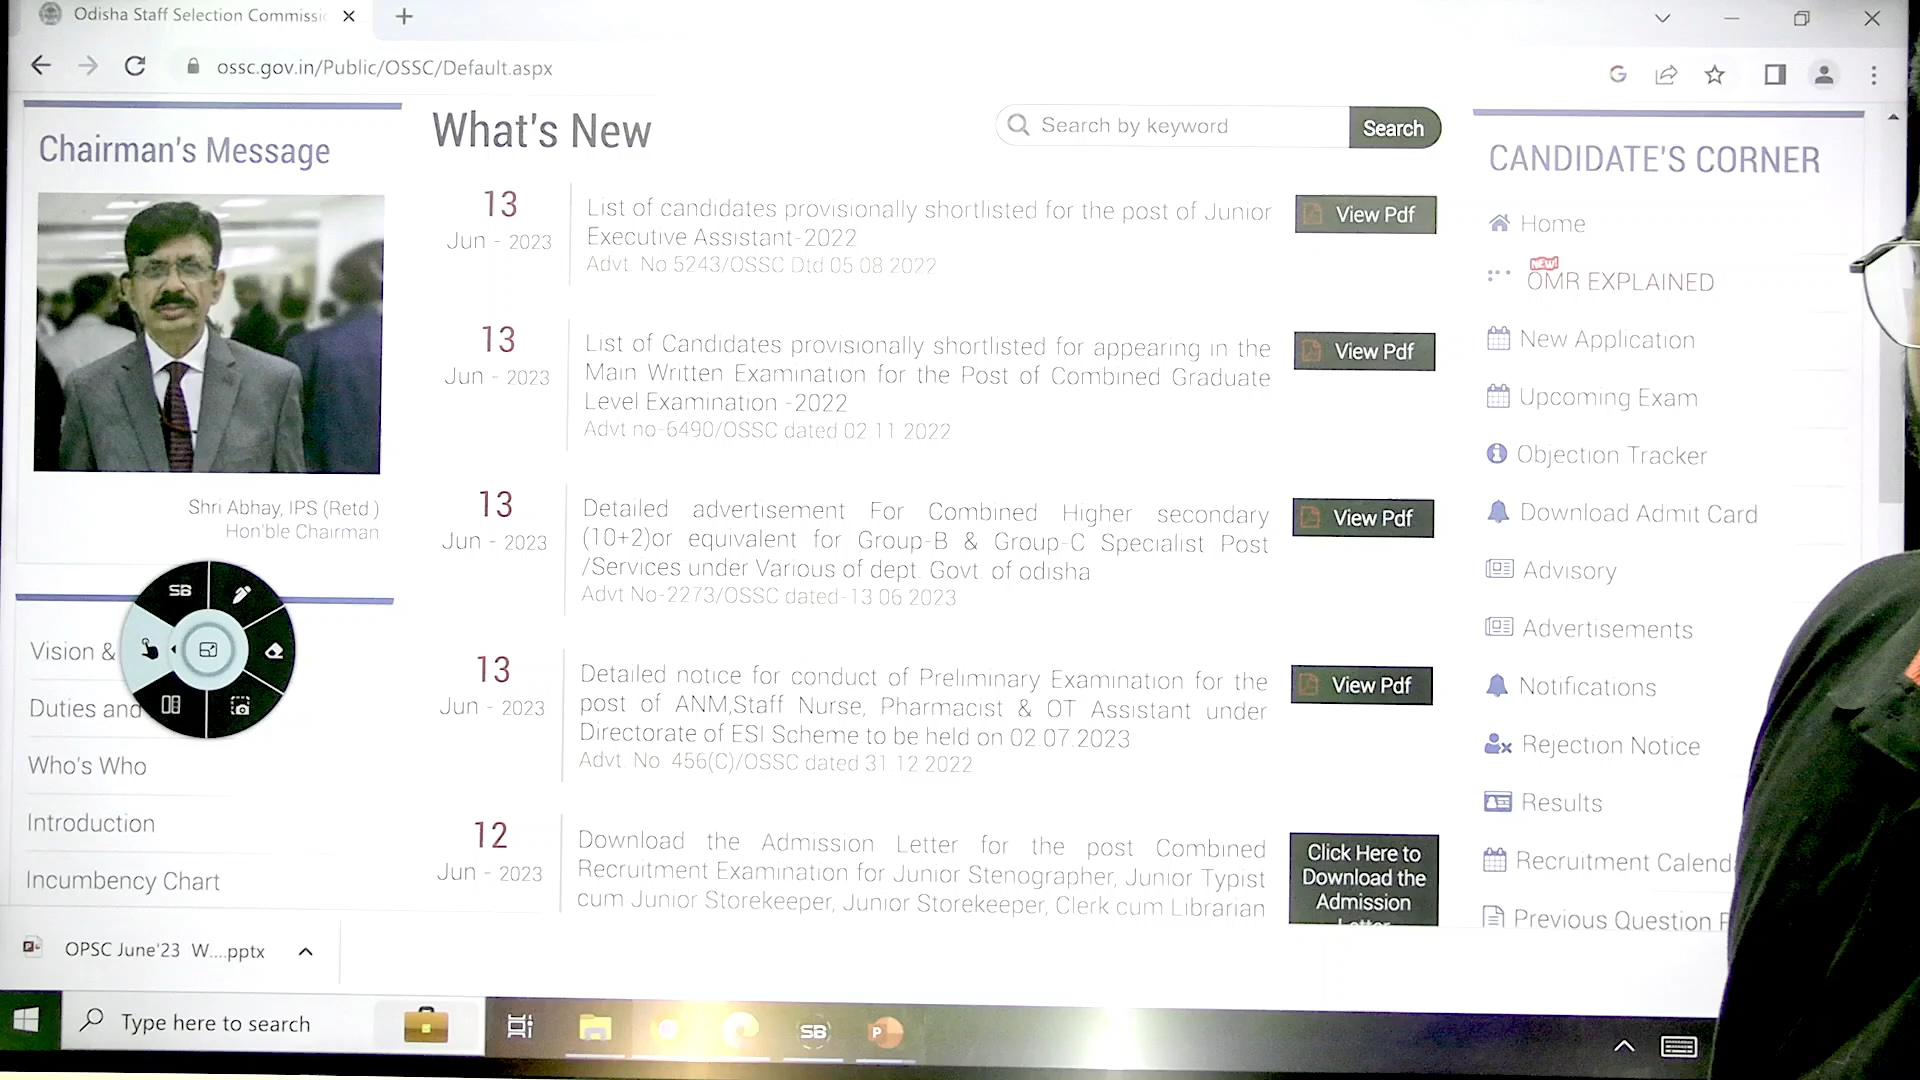 Odisha Staff Selection Commissi
ossc.gov.in/Public/OSSC/Default.aspx
Chairman's Message
Shri Abhay, IPS (Retd.)
Hon'ble Chairman
Vision &
Duties and
Who's Who
Introduction
Incumbency Chart
SB
What's New
Search by keyword
Search
13
Jun - 2023
List of candidates provisionally shortlisted for the post of Junior
Executive Assistant-2022
Advt. No 5243/OSSC Dtd 05 08 2022
View Pdf
13
Jun - 2023
List of Candidates provisionally shortlisted for appearing in the
Main Written Examination for the Post of Combined Graduate
Level Examination -2022
Advt no-6490/OSSC dated 02 11 2022
View Pdf
13
Jun - 2023
Detailed advertisement For Combined Higher secondary
(10+2)or equivalent for Group-B & Group-C Specialist Post
/Services under Various of dept. Govt. of odisha
Advt No-2273/OSSC dated-13 06 2023
View Pdf
13
Jun - 2023
Detailed notice for conduct of Preliminary Examination for the
post of ANM,Staff Nurse, Pharmacist & OT Assistant under
Directorate of ESI Scheme to be held on 02.07.2023
Advt. No. 456(C)/OSSC dated 31 12 2022
View Pdf
12
Jun - 2023
Download the Admission Letter for the post Combined
Recruitment Examination for Junior Stenographer, Junior Typist
cum Junior Storekeeper, Junior Storekeeper, Clerk cum Librarian
Click Here to
Download the
Admission
Letter
CANDIDATE'S CORNER
Home
NEW!
OMR EXPLAINED
New Application
Upcoming Exam
Objection Tracker
Download Admit Card
Advisory
Advertisements
Notifications
Rejection Notice
Results
Recruitment Calend
Previous Question P
OPSC June'23 W....pptx
Type here to search
SB
P